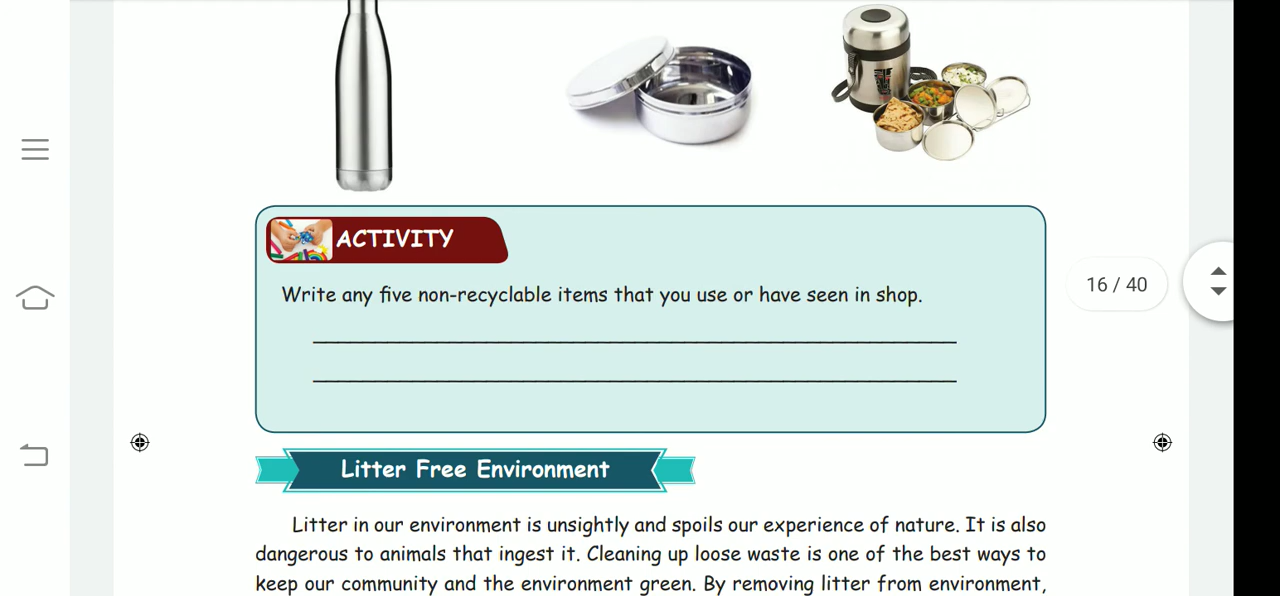 ACTIVITY
Write any five non-recyclable items that you use or have seen in shop.
16 / 40
Litter Free Environment
Litter in our environment is unsightly and spoils our experience of nature. It is also
dangerous to animals that ingest it. Cleaning up loose waste is one of the best ways to
keep our community and the environment green. By removing litter from environment,